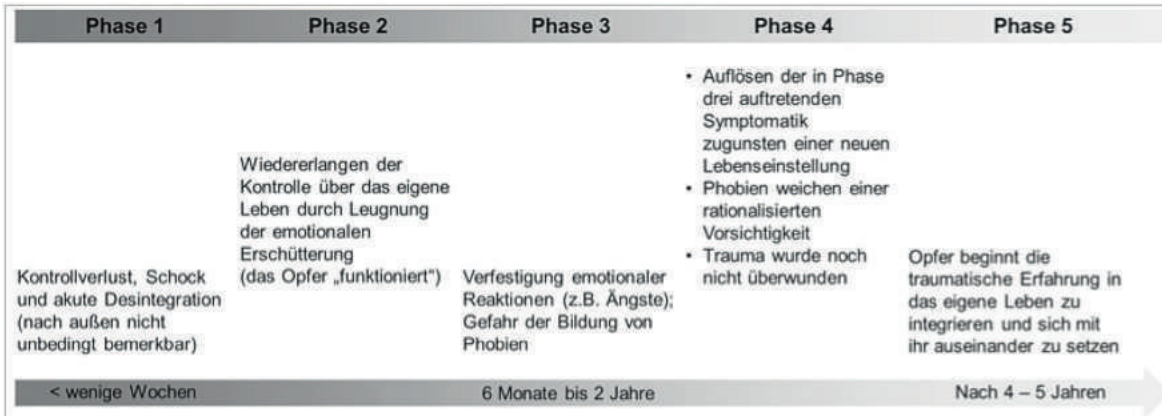 Phase 1
Phase 2
Phase 3
Phase 4
Phase 5
Kontrollverlust, Schock
und akute Desintegration
(nach außen nicht
unbedingt bemerkbar)
Wiedererlangen der
Kontrolle über das eigene
Leben durch Leugnung
der emotionalen
Erschütterung
(das Opfer „funktioniert“)
Verfestigung emotionaler
Reaktionen (z.B. Ängste);
Gefahr der Bildung von
Phobien
• Auflösen der in Phase
drei auftretenden
Symptomatik
zugunsten einer neuen
Lebenseinstellung
• Phobien weichen einer
rationalisierten
Vorsichtigkeit
• Trauma wurde noch
nicht überwunden
Opfer beginnt die
traumatische Erfahrung in
das eigene Leben zu
integrieren und sich mit
ihr auseinander zu setzen
< wenige Wochen
6 Monate bis 2 Jahre
Nach 4 – 5 Jahren